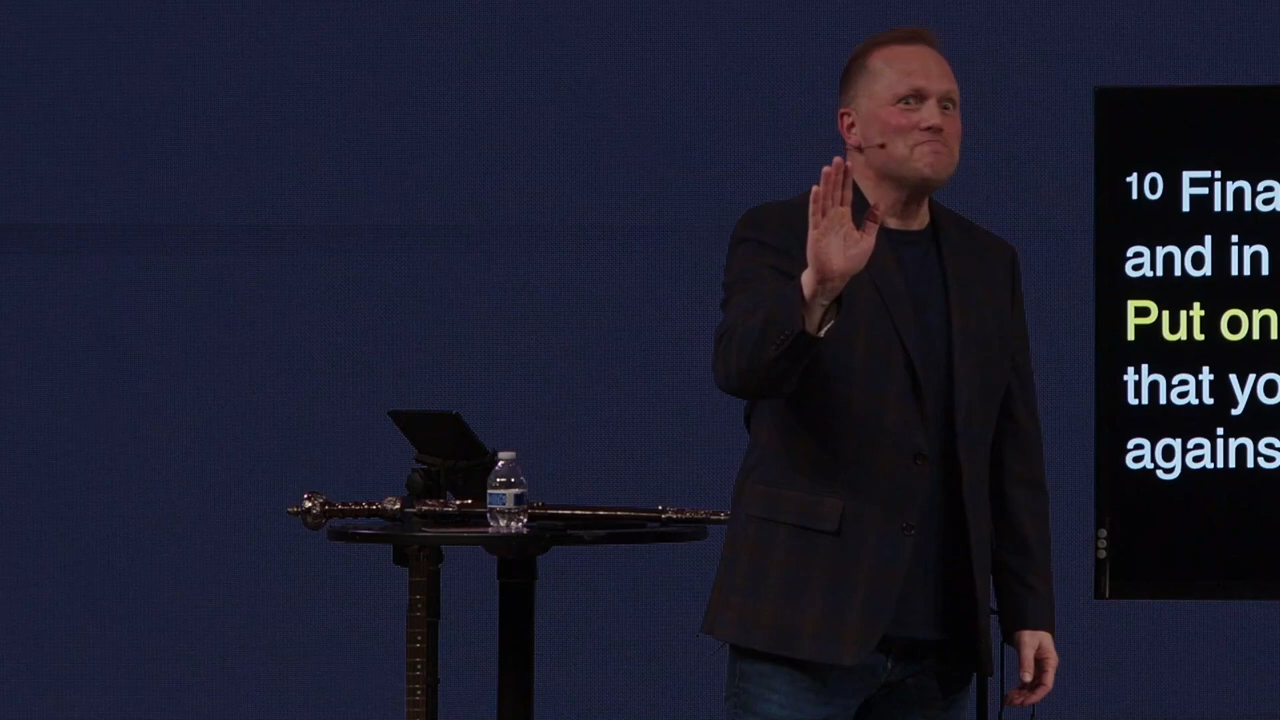 10 Fina
and in
Put on
that yo
agains